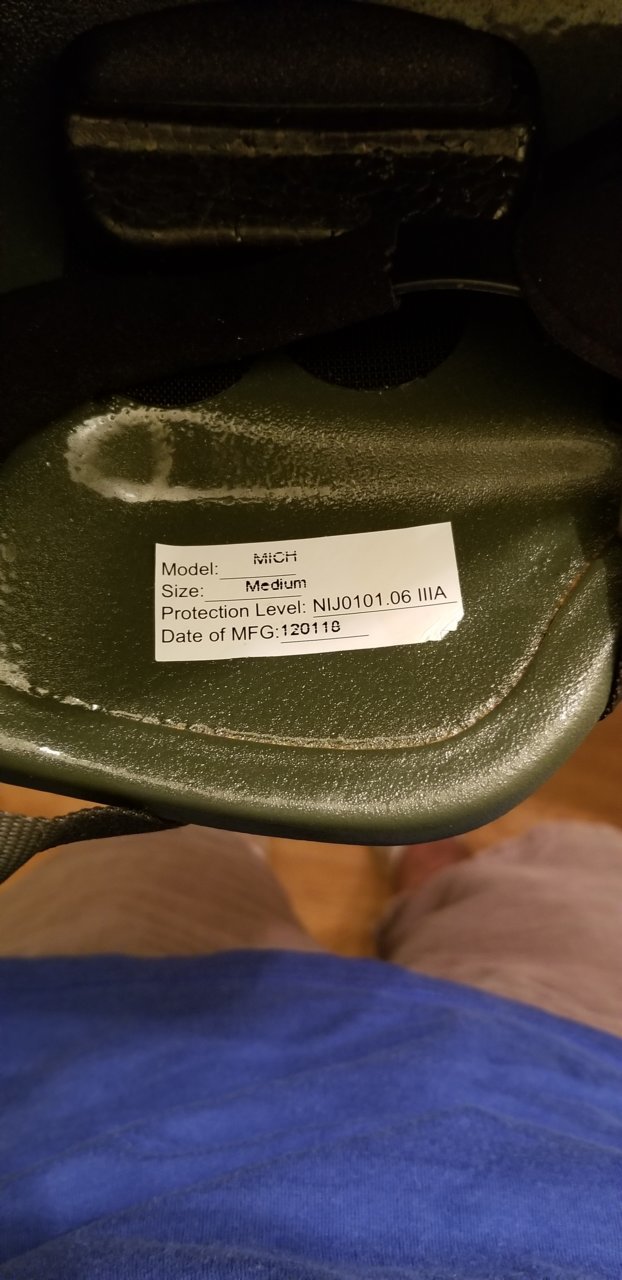 Model: MICH
Size: Medium
Protection Level: NIJ0101.06 IIIA
Date of MFG:120118